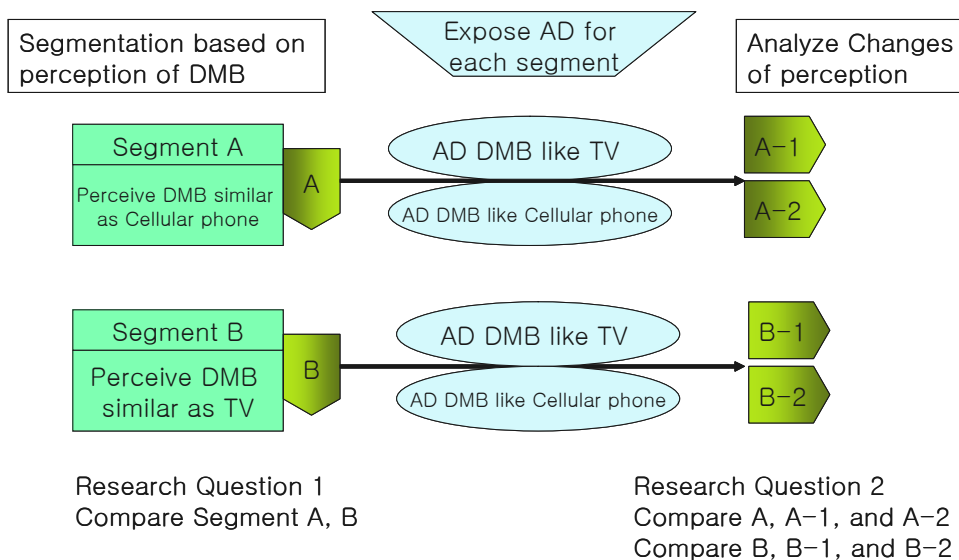 Segmentation based on
perception of DMB
Expose AD for
each segment
Analyze Changes
of perception
Segment A
Perceive DMB similar
as Cellular phone
A
AD DMB like TV
AD DMB like Cellular phone
A-1
A-2
Segment B
Perceive DMB
similar as TV
B
AD DMB like TV
AD DMB like Cellular phone
B-1
B-2
Research Question 1
Compare Segment A, B
Research Question 2
Compare A, A-1, and A-2
Compare B, B-1, and B-2